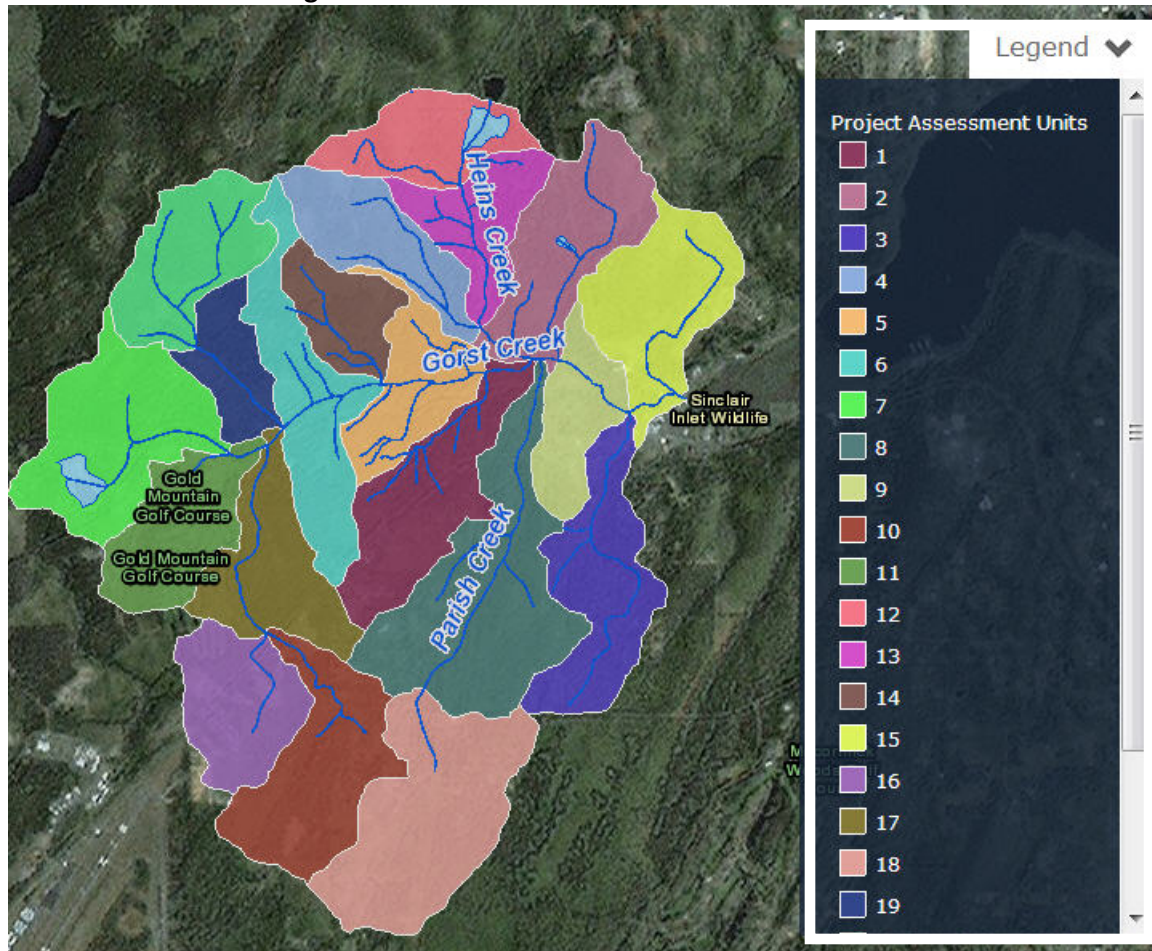 Legend
Project Assessment Units
1
2
3
4
5
6
7
8
9
10
11
12
13
14
15
16
17
18
19
Heins Creek
Gorst Creek
Sinclair
Inlet Wildlife
Gold
Mountain
Golf Course
Gold Mountain
Golf Course
Parish Creek